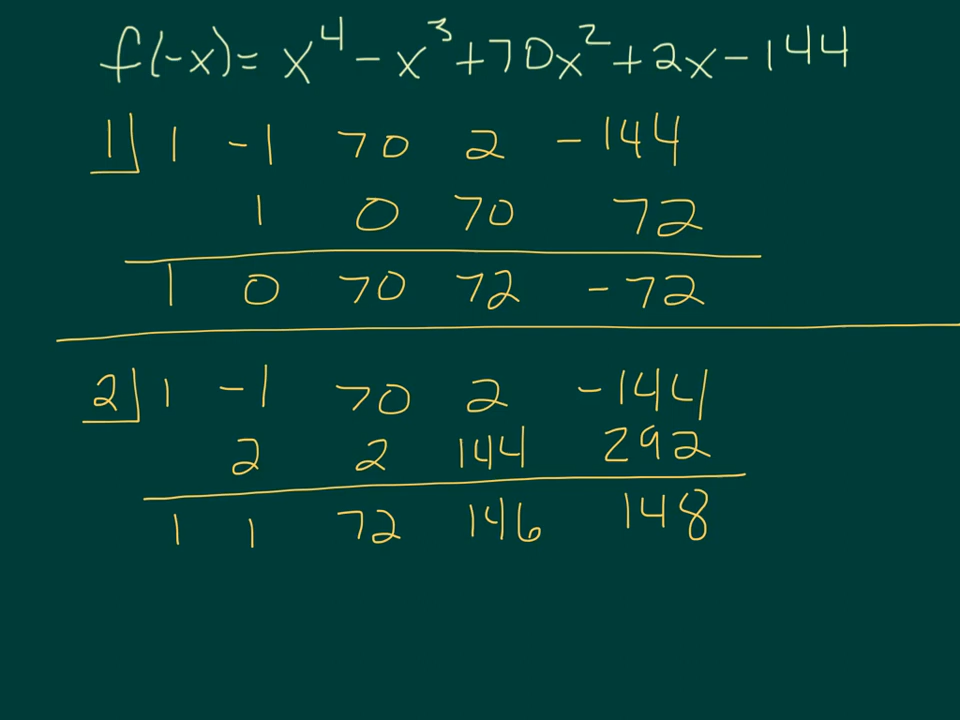 f(-x)= x⁴ - x³ + 70x² + 2x - 144
1⌋ 1 -1 70 2 -144
1 0 70 72
1 0 70 72 -72
2⌋ 1 -1 70 2 -144
2 2 144 292
1 1 72 146 148